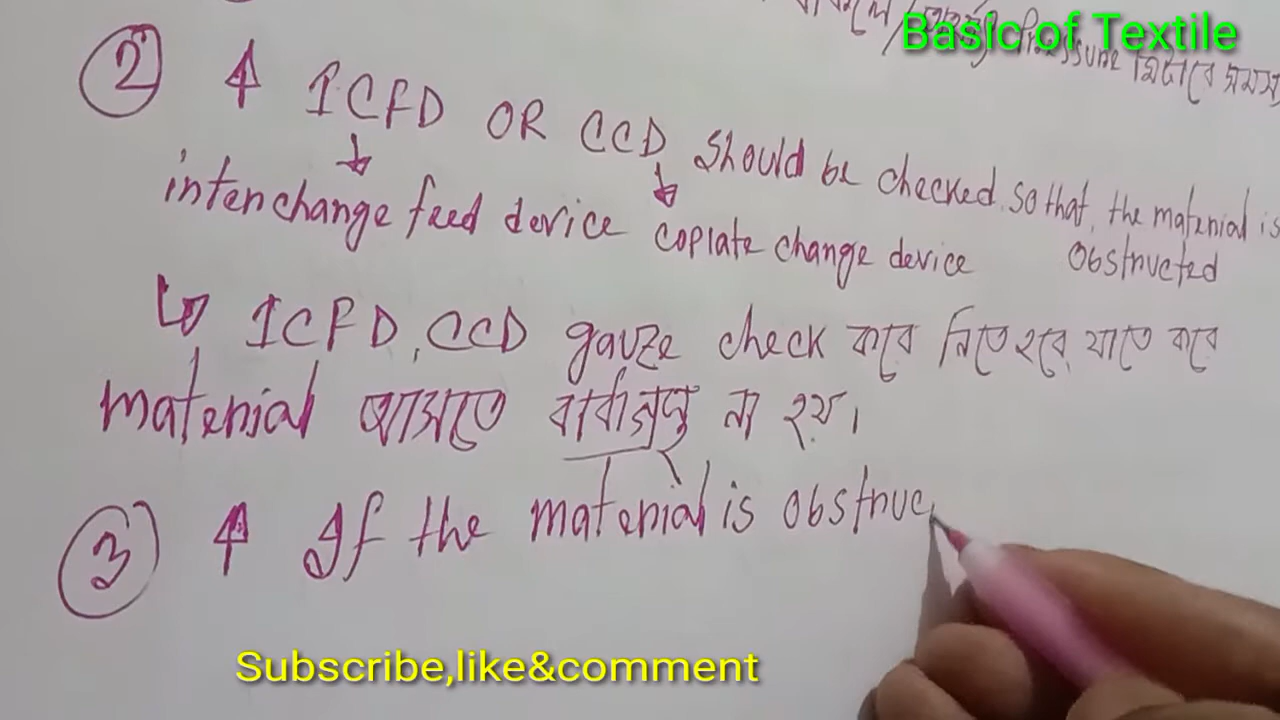 Basic of Textile
Pressure মিটাবে
2 ICFD OR CCD should be checked. so that, the material is
obstructed
interchange feed device coplate change device
ICFD, CCD gauze check করে নিতে হবে, যাতে করে
material আসতে বাধাগ্রস্ত না হয়।
3 If the material is obstruc
Subscribe,like&comment